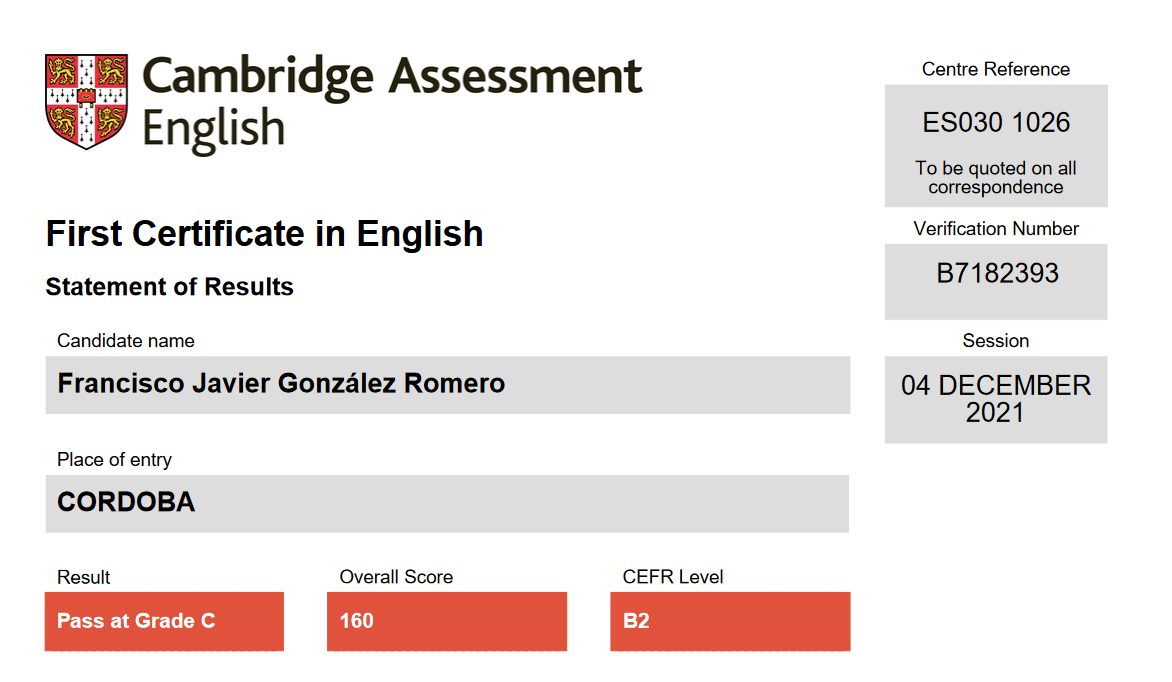 Cambridge Assessment
English
Centre Reference
ES030 1026
To be quoted on all
correspondence
First Certificate in English
Verification Number
B7182393
Statement of Results
Candidate name
Francisco Javier González Romero
Session
04 DECEMBER
2021
Place of entry
CORDOBA
Result
Overall Score
CEFR Level
Pass at Grade C
160
B2